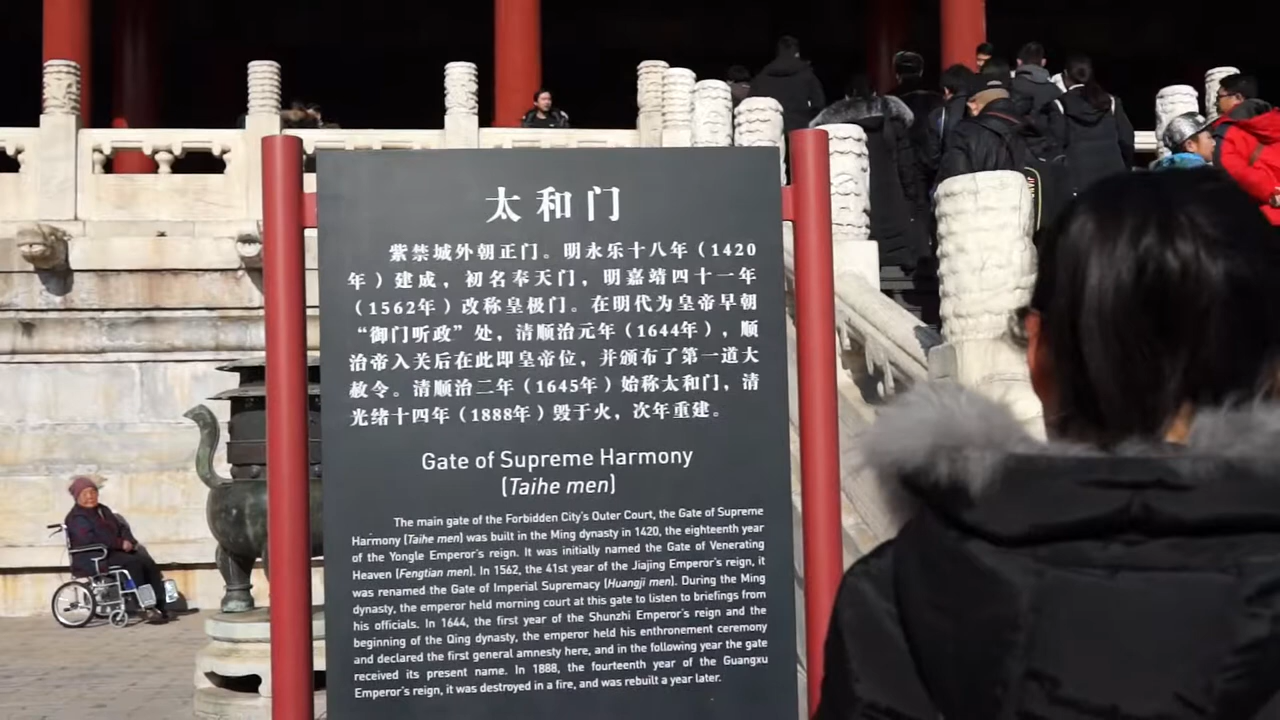 太和门
紫禁城外朝正门。明永乐十八年（1420
年）建成，初名奉天门，明嘉靖四十一年
（1562年）改称皇极门。在明代为皇帝早朝
“御门听政”处，清顺治元年（1644年），顺
治帝入关后在此即皇帝位，并颁布了第一道大
赦令。清顺治二年（1645年）始称太和门，清
光绪十四年（1888年）毁于火，次年重建。
Gate of Supreme Harmony
(Taihe men)
The main gate of the Forbidden City's Outer Court, the Gate of Supreme
Harmony (Taihe men) was built in the Ming dynasty in 1420, the eighteenth year
of the Yongle Emperor's reign. It was initially named the Gate of Venerating
Heaven (Fengtian men). In 1562, the 41st year of the Jiajing Emperor's reign, it
was renamed the Gate of Imperial Supremacy (Huangji men). During the Ming
dynasty, the emperor held morning court at this gate to listen to briefings from
his officials. In 1644, the first year of the Shunzhi Emperor's reign and the
beginning of the Qing dynasty, the emperor held his enthronement ceremony
and declared the first general amnesty here, and in the following year the gate
received its present name. In 1888, the fourteenth year of the Guangxu
Emperor's reign, it was destroyed in a fire, and was rebuilt a year later.